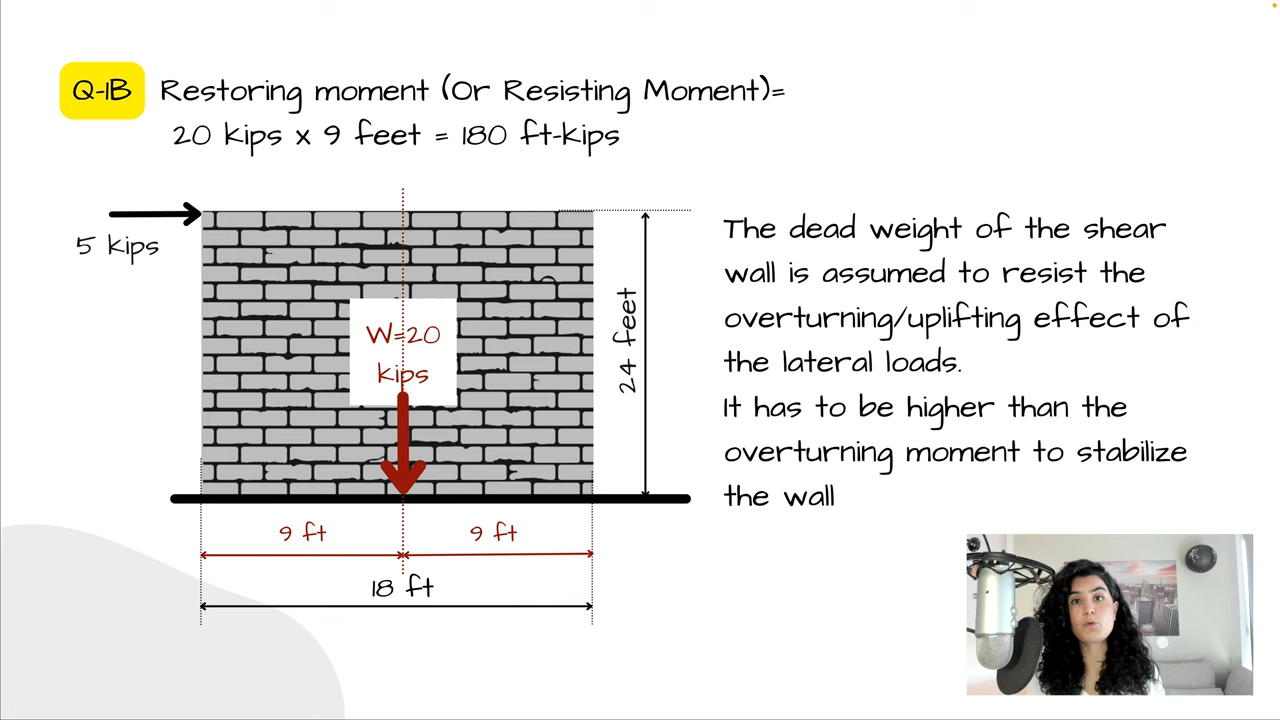 Q-1B Restoring moment (Or Resisting Moment)=
20 kips x 9 feet = 180 ft-kips
5 kips
W=20
kips
24 feet
9 ft 9 ft
18 ft
The dead weight of the shear
wall is assumed to resist the
overturning/uplifting effect of
the lateral loads.
It has to be higher than the
overturning moment to stabilize
the wall